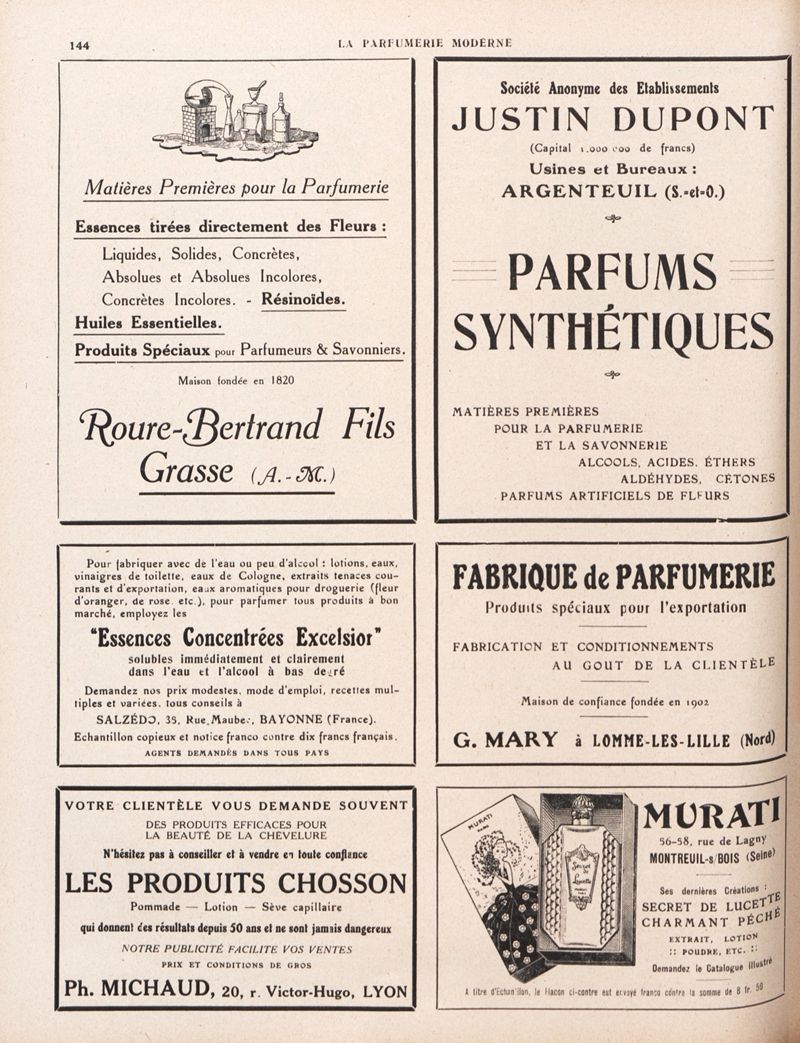 144
LA PARFUMERIE MODERNE
Matières Premières pour la Parfumerie
Essences tirées directement des Fleurs :
Liquides, Solides, Concrètes,
Absolues et Absolues Incolores,
Concrètes Incolores. - Résinoïdes.
Huiles Essentielles.
Produits Spéciaux pour Parfumeurs & Savonniers.
Maison fondée en 1820
Roure-Bertrand Fils
Grasse (A.-M.)
Société Anonyme des Etablissements
JUSTIN DUPONT
(Capital 1.000 000 de francs)
Usines et Bureaux :
ARGENTEUIL (S.-et-O.)
PARFUMS
SYNTHÉTIQUES
MATIÈRES PREMIÈRES
POUR LA PARFUMERIE
ET LA SAVONNERIE
ALCOOLS, ACIDES. ÉTHERS
ALDÉHYDES, CÉTONES
PARFUMS ARTIFICIELS DE FLEURS
Pour fabriquer avec de l'eau ou peu d'alcool : lotions, eaux,
vinaigres de toilette, eaux de Cologne, extraits tenaces cou-
rants et d'exportation, eaux aromatiques pour droguerie (fleur
d'oranger, de rose etc.), pour parfumer tous produits à bon
marché, employez les
"Essences Concentrées Excelsior"
solubles immédiatement et clairement
dans l'eau et l'alcool à bas degré
Demandez nos prix modestes, mode d'emploi, recettes mul-
tiples et variées, tous conseils à
SALZÉDO, 35, Rue Maubec, BAYONNE (France).
Echantillon copieux et notice franco contre dix francs français.
AGENTS DEMANDÉS DANS TOUS PAYS
FABRIQUE de PARFUMERIE
Produits spéciaux pour l'exportation
FABRICATION ET CONDITIONNEMENTS
AU GOUT DE LA CLIENTÈLE
Maison de confiance fondée en 1902
G. MARY à LOMME-LES-LILLE (Nord)
VOTRE CLIENTÈLE VOUS DEMANDE SOUVENT
DES PRODUITS EFFICACES POUR
LA BEAUTÉ DE LA CHEVELURE
N'hésitez pas à conseiller et à vendre en toute confiance
LES PRODUITS CHOSSON
Pommade — Lotion — Sève capillaire
qui donnent des résultats depuis 50 ans et ne sont jamais dangereux
NOTRE PUBLICITÉ FACILITE VOS VENTES
PRIX ET CONDITIONS DE GROS
Ph. MICHAUD, 20, r. Victor-Hugo, LYON
MURATI
PARIS
Secret
de
Lucette
MURATI
56-58, rue de Lagny
MONTREUIL-s/BOIS (Seine)
Ses dernières Créations :
SECRET DE LUCETTE
CHARMANT PÉCHÉ
EXTRAIT, LOTION
:: POUDRE, ETC. ::
Demandez le Catalogue illustré
A titre d'Echan'ilon, le Flacon ci-contre est envoyé franco contre la somme de 8 fr. 50